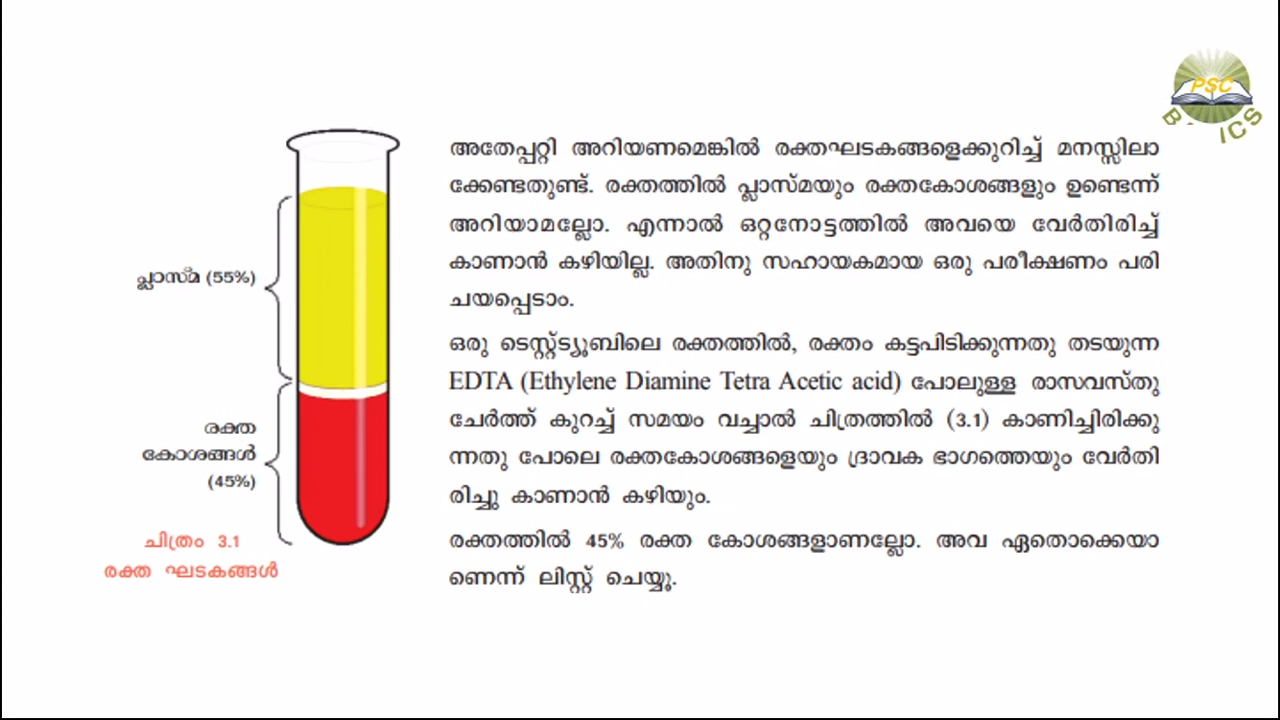 PSC
അതേപ്പറ്റി അറിയണമെങ്കിൽ രക്തഘടകങ്ങളെക്കുറിച്ച് മനസ്സിലാ
ക്കേണ്ടതുണ്ട്. രക്തത്തിൽ പ്ലാസ്മയും രക്തകോശങ്ങളും ഉണ്ടെന്ന്
അറിയാമല്ലോ. എന്നാൽ ഒറ്റനോട്ടത്തിൽ അവയെ വേർതിരിച്ച്
കാണാൻ കഴിയില്ല. അതിനു സഹായകമായ ഒരു പരീക്ഷണം പരി
ചയപ്പെടാം.
ഒരു ടെസ്റ്റ്ട്യൂബിലെ രക്തത്തിൽ, രക്തം കട്ടപിടിക്കുന്നതു തടയുന്ന
EDTA (Ethylene Diamine Tetra Acetic acid) പോലുള്ള രാസവസ്തു
ചേർത്ത് കുറച്ച് സമയം വച്ചാൽ ചിത്രത്തിൽ (3.1) കാണിച്ചിരിക്കു
ന്നതു പോലെ രക്തകോശങ്ങളെയും ദ്രാവക ഭാഗത്തെയും വേർതി
രിച്ചു കാണാൻ കഴിയും.
രക്തത്തിൽ 45% രക്ത കോശങ്ങളാണല്ലോ. അവ ഏതൊക്കെയാ
ണെന്ന് ലിസ്റ്റ് ചെയ്യൂ.
പ്ലാസ്മ (55%)
രക്ത
കോശങ്ങൾ
(45%)
ചിത്രം 3.1
രക്ത ഘടകങ്ങൾ